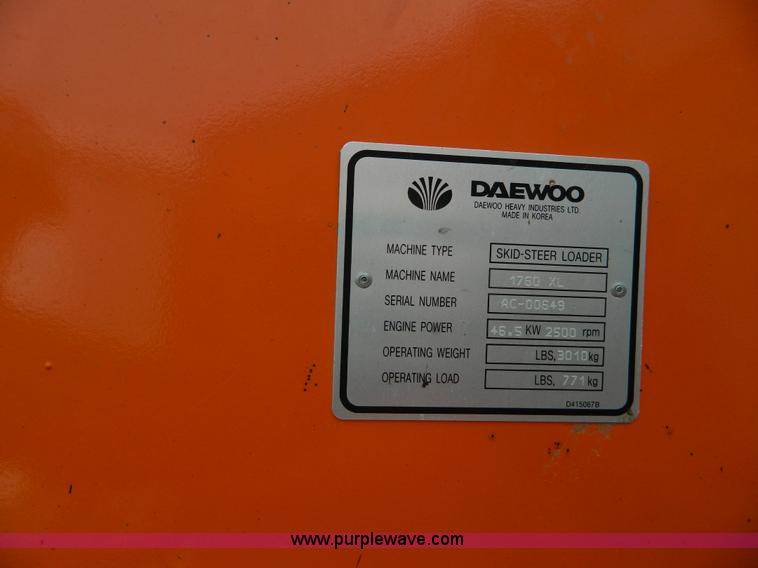 DAEWOO
DAEWOO HEAVY INDUSTRIES LTD.
MADE IN KOREA
MACHINE TYPE SKID-STEER LOADER
MACHINE NAME 1760 XL
SERIAL NUMBER AC-00649
ENGINE POWER 46.5 KW 2500 rpm
OPERATING WEIGHT LBS, 3010 kg
OPERATING LOAD LBS, 771 kg
D415067B
www.purplewave.com